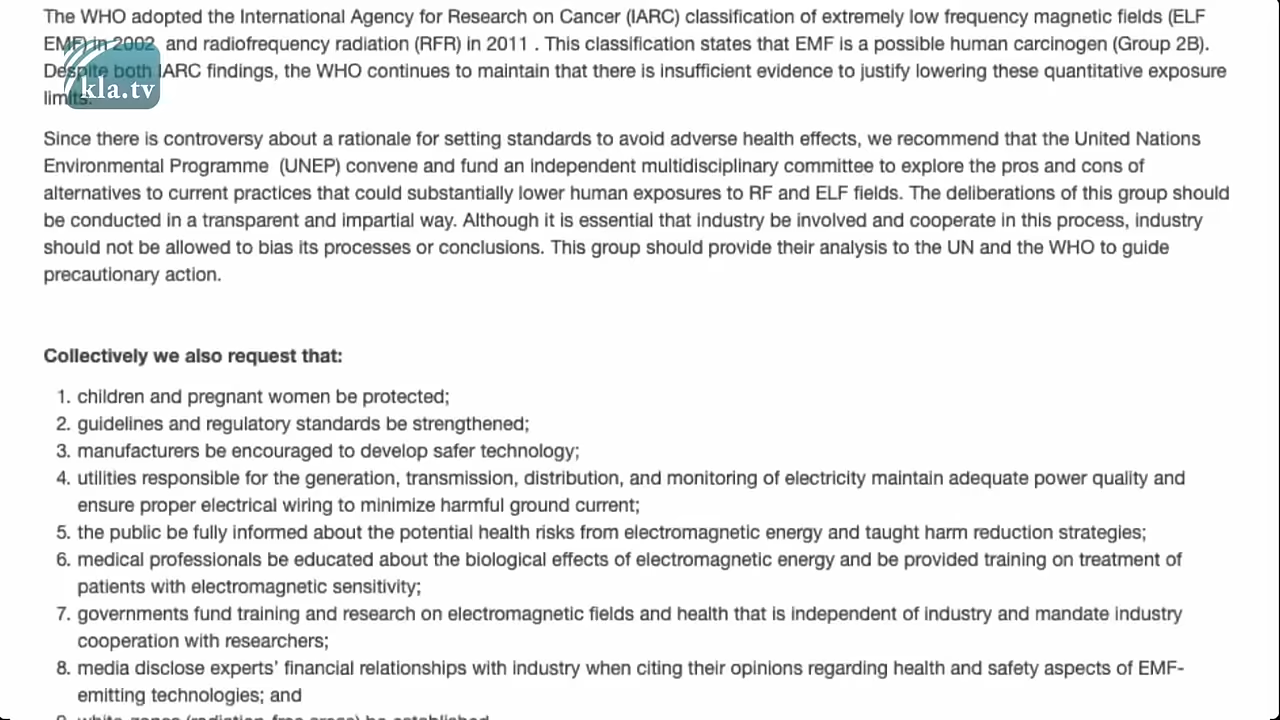 The WHO adopted the International Agency for Research on Cancer (IARC) classification of extremely low frequency magnetic fields (ELF
EMF) in 2002  and radiofrequency radiation (RFR) in 2011 . This classification states that EMF is a possible human carcinogen (Group 2B).
Despite both IARC findings, the WHO continues to maintain that there is insufficient evidence to justify lowering these quantitative exposure
limits.
kla.tv
Since there is controversy about a rationale for setting standards to avoid adverse health effects, we recommend that the United Nations
Environmental Programme  (UNEP) convene and fund an independent multidisciplinary committee to explore the pros and cons of
alternatives to current practices that could substantially lower human exposures to RF and ELF fields. The deliberations of this group should
be conducted in a transparent and impartial way. Although it is essential that industry be involved and cooperate in this process, industry
should not be allowed to bias its processes or conclusions. This group should provide their analysis to the UN and the WHO to guide
precautionary action.
Collectively we also request that:
1. children and pregnant women be protected;
2. guidelines and regulatory standards be strengthened;
3. manufacturers be encouraged to develop safer technology;
4. utilities responsible for the generation, transmission, distribution, and monitoring of electricity maintain adequate power quality and
ensure proper electrical wiring to minimize harmful ground current;
5. the public be fully informed about the potential health risks from electromagnetic energy and taught harm reduction strategies;
6. medical professionals be educated about the biological effects of electromagnetic energy and be provided training on treatment of
patients with electromagnetic sensitivity;
7. governments fund training and research on electromagnetic fields and health that is independent of industry and mandate industry
cooperation with researchers;
8. media disclose experts' financial relationships with industry when citing their opinions regarding health and safety aspects of EMF-
emitting technologies; and
9. white-zones (radiation-free areas) be established.